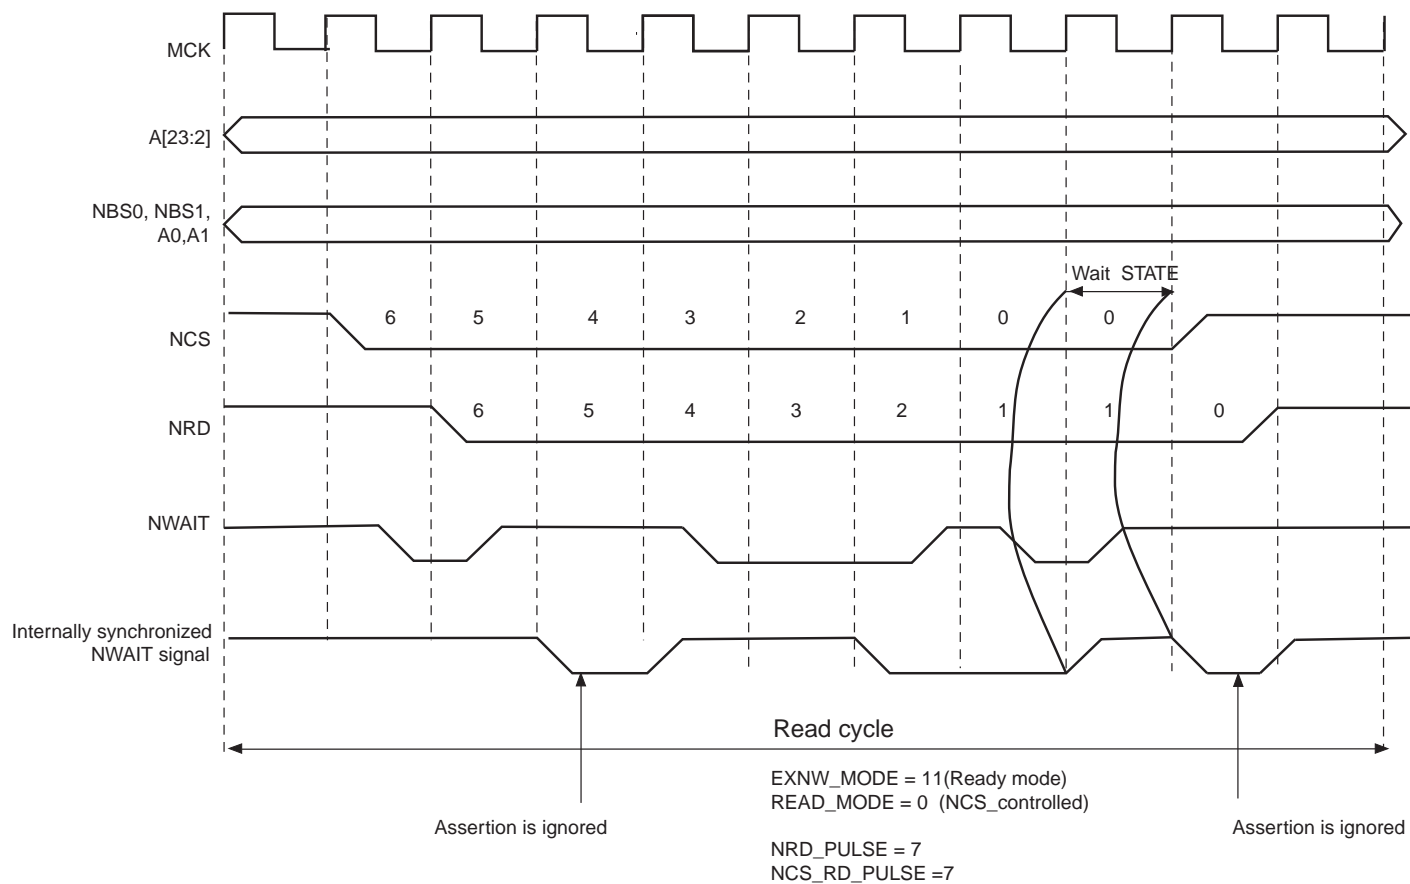 MCK
A[23:2]
NBS0, NBS1,
A0,A1
Wait STATE
NCS
6 5 4 3 2 1 0 0
NRD
6 5 4 3 2 1 1 0
NWAIT
Internally synchronized
NWAIT signal
Read cycle
EXNW_MODE = 11(Ready mode)
READ_MODE = 0 (NCS_controlled)
Assertion is ignored
Assertion is ignored
NRD_PULSE = 7
NCS_RD_PULSE =7